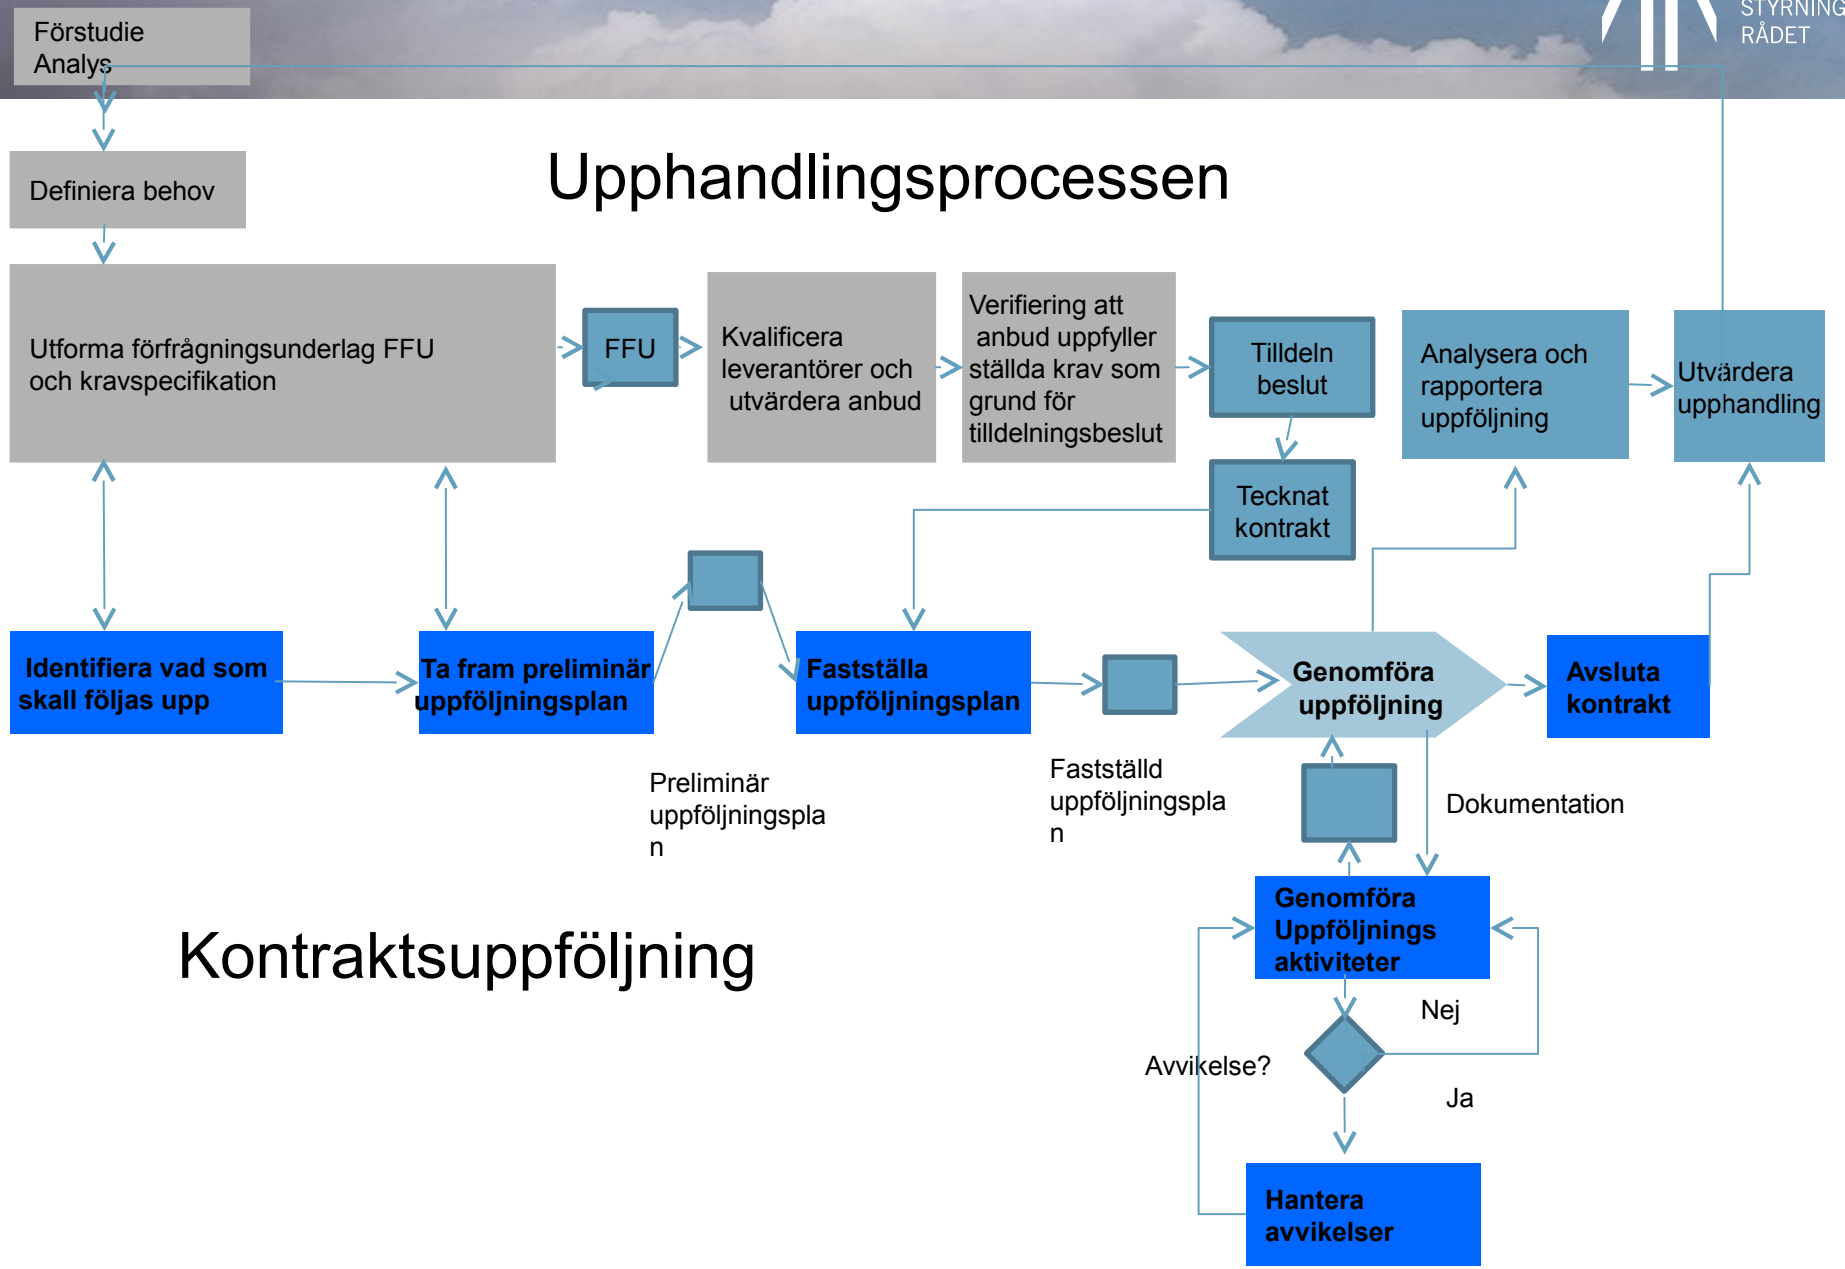 Förstudie
Analys
STYRNING
RÅDET
Definiera behov
Upphandlingsprocessen
Utforma förfrågningsunderlag FFU
och kravspecifikation
FFU
Kvalificera
leverantörer och
utvärdera anbud
Verifiering att
anbud uppfyller
ställda krav som
grund för
tilldelningsbeslut
Tilldeln
beslut
Tecknat
kontrakt
Analysera och
rapportera
uppföljning
Utvärdera
upphandling
Identifiera vad som
skall följas upp
Ta fram preliminär
uppföljningsplan
Fastställa
uppföljningsplan
Genomföra
uppföljning
Avsluta
kontrakt
Preliminär
uppföljningspla
n
Fastställd
uppföljningspla
n
Dokumentation
Kontraktsuppföljning
Genomföra
Uppföljnings
aktiviteter
Nej
Avvikelse?
Ja
Hantera
avvikelser